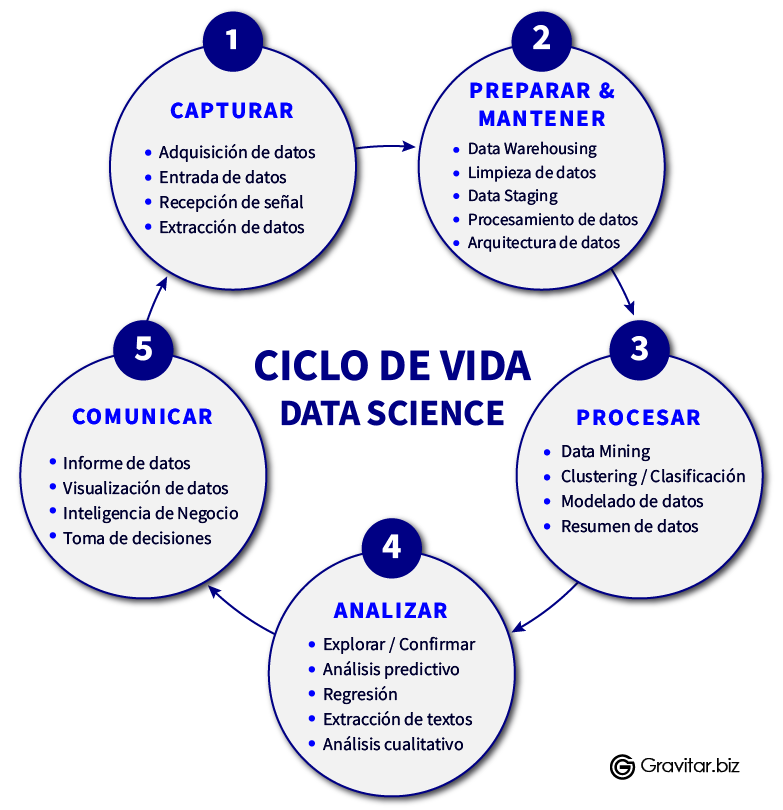 1
CAPTURAR
• Adquisición de datos
• Entrada de datos
• Recepción de señal
• Extracción de datos
2
PREPARAR &
MANTENER
• Data Warehousing
• Limpieza de datos
• Data Staging
• Procesamiento de datos
• Arquitectura de datos
CICLO DE VIDA
DATA SCIENCE
3
PROCESAR
• Data Mining
• Clustering / Clasificación
• Modelado de datos
• Resumen de datos
4
ANALIZAR
• Explorar / Confirmar
• Análisis predictivo
• Regresión
• Extracción de textos
• Análisis cualitativo
5
COMUNICAR
• Informe de datos
• Visualización de datos
• Inteligencia de Negocio
• Toma de decisiones
Gravitar.biz